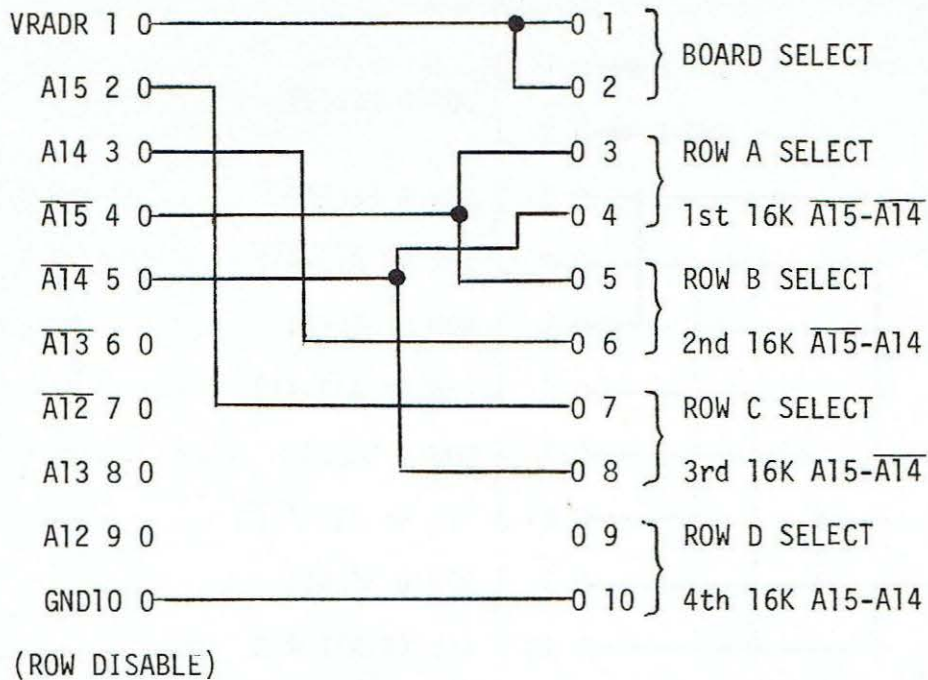 VRADR 1 0 0 1
BOARD SELECT
A15 2 0 0 2
A14 3 0 0 3 ROW A SELECT
A̅1̅5̅ 4 0 0 4 1st 16K A̅1̅5̅-A̅1̅4̅
A̅1̅4̅ 5 0 0 5 ROW B SELECT
A̅1̅3̅ 6 0 0 6 2nd 16K A̅1̅5̅-A14
A̅1̅2̅ 7 0 0 7 ROW C SELECT
A13 8 0 0 8 3rd 16K A15-A̅1̅4̅
A12 9 0 0 9 ROW D SELECT
GND10 0 0 10 4th 16K A15-A14
(ROW DISABLE)